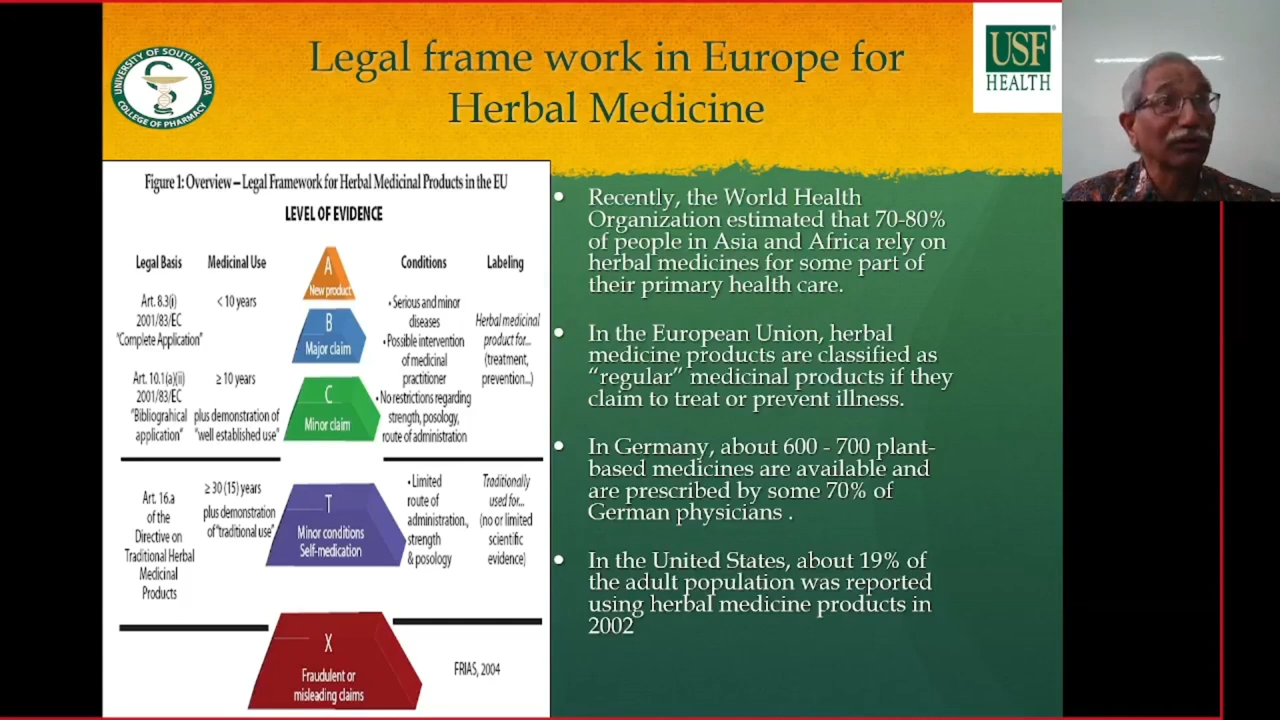 Legal frame work in Europe for
Herbal Medicine
UNIVERSITY OF SOUTH FLORIDA
COLLEGE OF PHARMACY
USF
HEALTH
Figure 1: Overview – Legal Framework for Herbal Medicinal Products in the EU
LEVEL OF EVIDENCE
Legal Basis
Medicinal Use
Conditions
Labeling
Art. 8.3(i)
2001/83/EC
"Complete Application"
< 10 years
A
New product
B
Major claim
• Serious and minor
diseases
• Possible intervention
of medicinal
practitioner
• No restrictions regarding
strength, posology,
route of administration
Herbal medicinal
product for...
(treatment,
prevention...)
Art. 10.1(a)(ii)
2001/83/EC
"Bibliograhical
application"
≥ 10 years
plus demonstration of
"well established use"
C
Minor claim
Art. 16.a
of the
Directive on
Traditional Herbal
Medicinal
Products
≥ 30 (15) years
plus demonstration
of "traditional use"
T
Minor conditions
Self-medication
• Limited
route of
administration,
strength
& posology
Traditionally
used for...
(no or limited
scientific
evidence)
X
Fraudulent or
misleading claims
FRIAS, 2004
• Recently, the World Health
Organization estimated that 70-80%
of people in Asia and Africa rely on
herbal medicines for some part of
their primary health care.
• In the European Union, herbal
medicine products are classified as
“regular” medicinal products if they
claim to treat or prevent illness.
• In Germany, about 600 - 700 plant-
based medicines are available and
are prescribed by some 70% of
German physicians .
• In the United States, about 19% of
the adult population was reported
using herbal medicine products in
2002